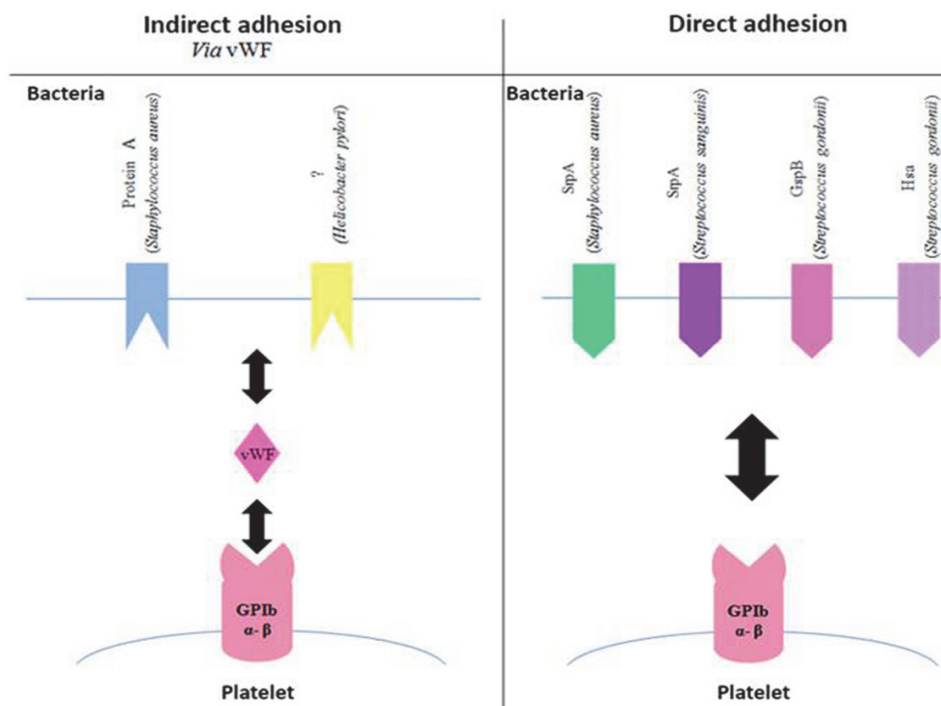 Indirect adhesion
Via vWF
Bacteria
Protein A
(Staphylococcus aureus)
?
(Helicobacter pylori)
vWF
GPIb
α- β
Platelet
Direct adhesion
Bacteria
SrpA
(Staphylococcus aureus)
SrpA
(Streptococcus sanguinis)
GspB
(Streptococcus gordonii)
Hsa
(Streptococcus gordonii)
GPIb
α- β
Platelet